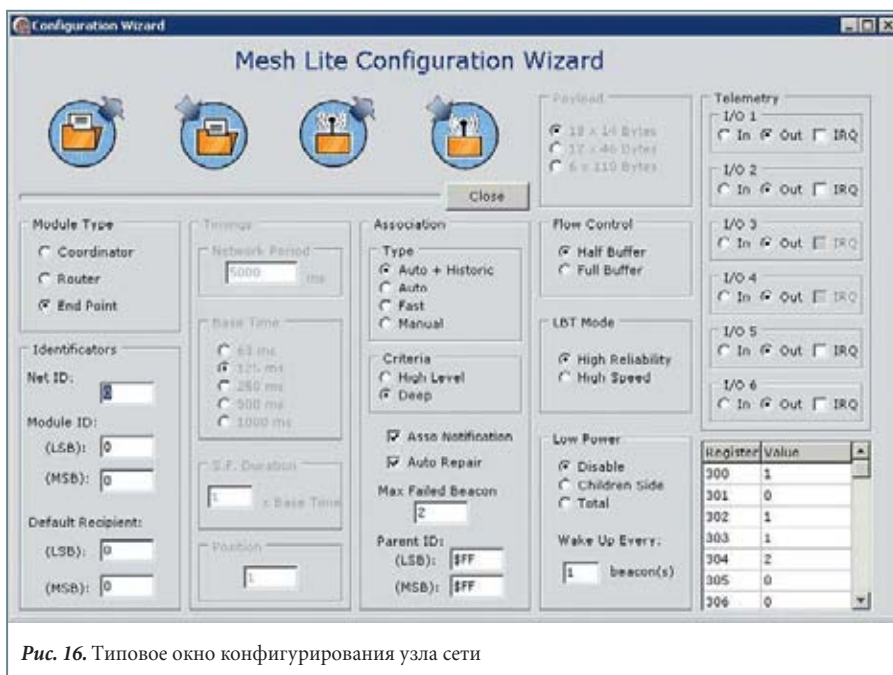 Configuration Wizard
Mesh Lite Configuration Wizard
Close
Payload
18 x 14 Bytes
12 x 46 Bytes
6 x 110 Bytes
Telemetry
I/O 1
In Out IRQ
I/O 2
In Out IRQ
I/O 3
In Out IRQ
I/O 4
In Out IRQ
I/O 5
In Out IRQ
I/O 6
In Out IRQ
Module Type
Coordinator
Router
End Point
Identificators
Net ID:
0
Module ID:
(LSB): 0
(MSB): 0
Default Recipient:
(LSB): 0
(MSB): 0
Timings
Network Period
5000 ms
Base Time
63 ms
125 ms
250 ms
500 ms
1000 ms
S.F. Duration
1 x Base Time
Position
1
Association
Type
Auto + Historic
Auto
Fast
Manual
Criteria
High Level
Deep
Asso Notification
Auto Repair
Max Failed Beacon
2
Parent ID:
(LSB): $FF
(MSB): $FF
Flow Control
Half Buffer
Full Buffer
LBT Mode
High Reliability
High Speed
Low Power
Disable
Children Side
Total
Wake Up Every:
1 beacon(s)
Register Value
300 1
301 0
302 1
303 1
304 2
305 0
306 0
Рис. 16. Типовое окно конфигурирования узла сети